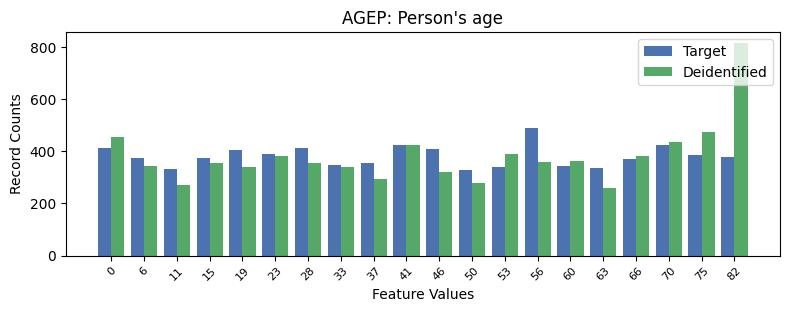 AGEP: Person's age
Target
Deidentified
Record Counts
800
600
400
200
0
0 6 11 15 19 23 28 33 37 41 46 50 53 56 60 63 66 70 75 82
Feature Values